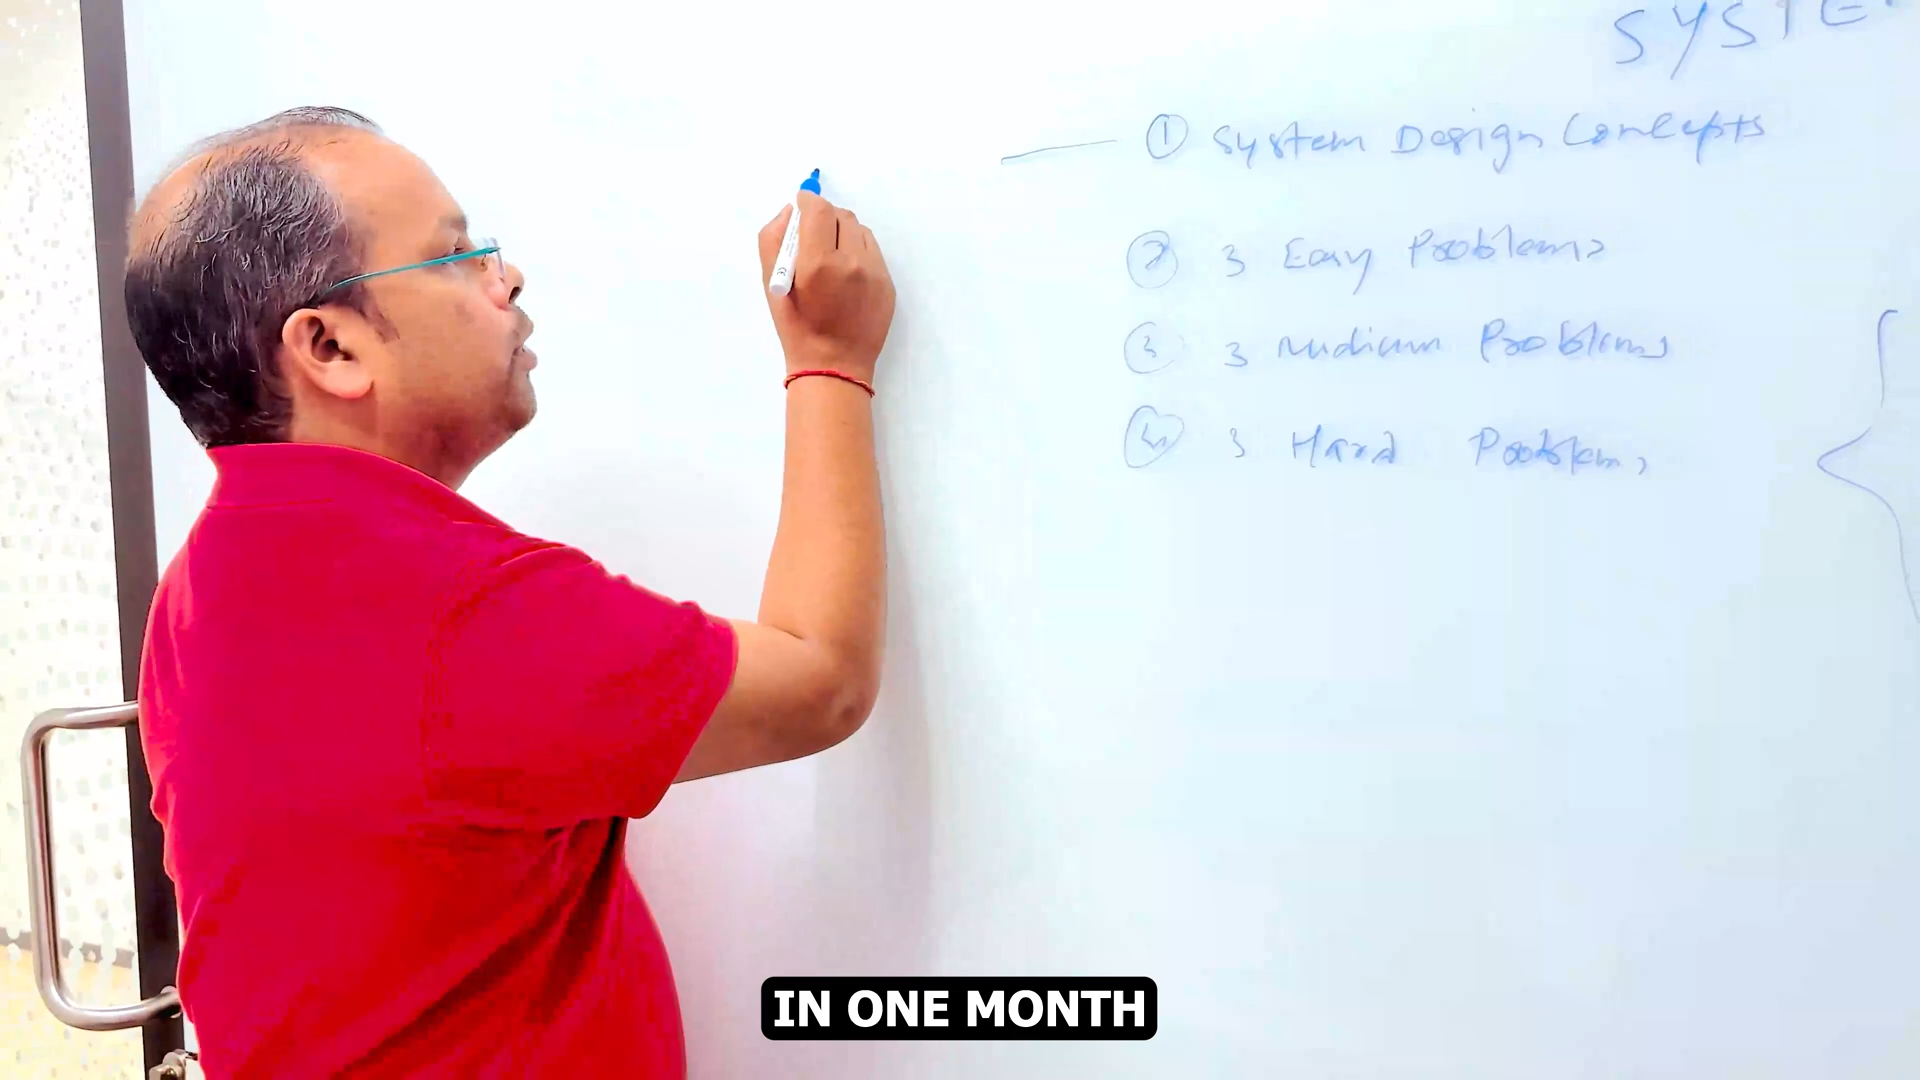 SYSTE
① System Design Concepts
② 3 Easy Problems
③ 3 Medium Problems
④ 3 Hard Problems
IN ONE MONTH